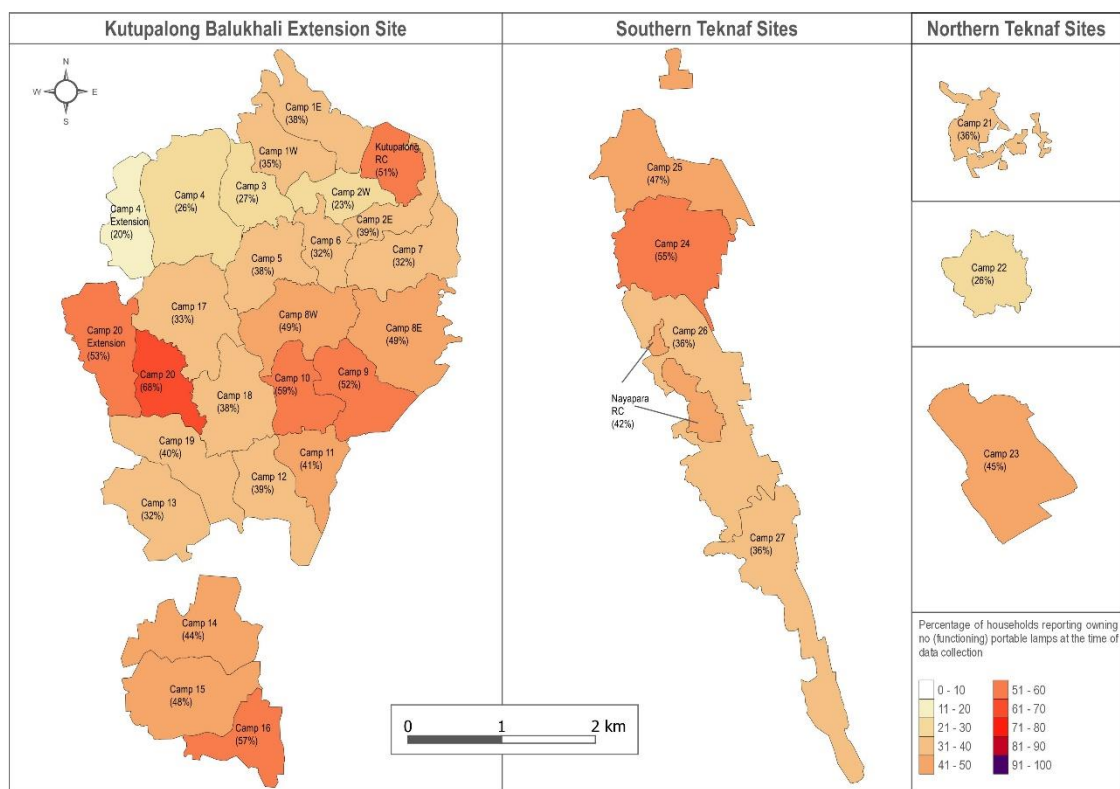 Kutupalong Balukhali Extension Site
Southern Teknaf Sites
Northern Teknaf Sites
N
W E
S
Camp 1E
(38%)
Kutupalong
RC
(51%)
Camp 1W
(35%)
Camp 4
(26%)
Camp 3
(27%)
Camp 2W
(23%)
Camp 4
Extension
(20%)
Camp 2E
(39%)
Camp 6
(32%)
Camp 7
(32%)
Camp 5
(38%)
Camp 17
(33%)
Camp 8W
(49%)
Camp 8E
(49%)
Camp 20
Extension
(53%)
Camp 20
(68%)
Camp 10
(59%)
Camp 9
(52%)
Camp 18
(38%)
Camp 19
(40%)
Camp 11
(41%)
Camp 12
(39%)
Camp 13
(32%)
Camp 14
(44%)
Camp 15
(48%)
Camp 16
(57%)
0 1 2 km
Camp 25
(47%)
Camp 24
(55%)
Camp 26
(36%)
Nayapara
RC
(42%)
Camp 27
(36%)
Camp 21
(36%)
Camp 22
(26%)
Camp 23
(45%)
Percentage of households reporting owning
no (functioning) portable lamps at the time of
data collection
0 - 10
11 - 20
21 - 30
31 - 40
41 - 50
51 - 60
61 - 70
71 - 80
81 - 90
91 - 100